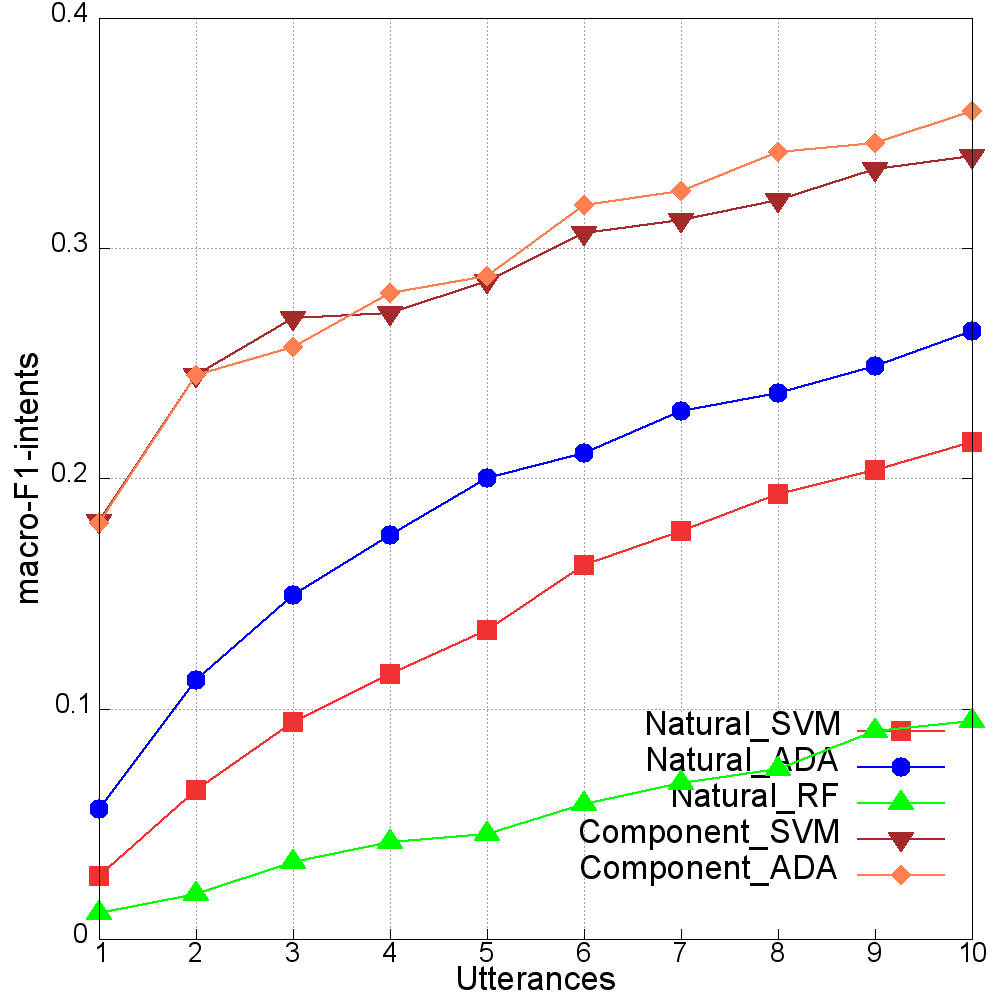 0.4
0.3
0.2
0.1
0
macro-F1-intents
Natural_SVM
Natural_ADA
Natural_RF
Component_SVM
Component_ADA
1 2 3 4 5 6 7 8 9 10
Utterances